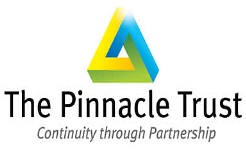 The Pinnacle Trust
Continuity through Partnership